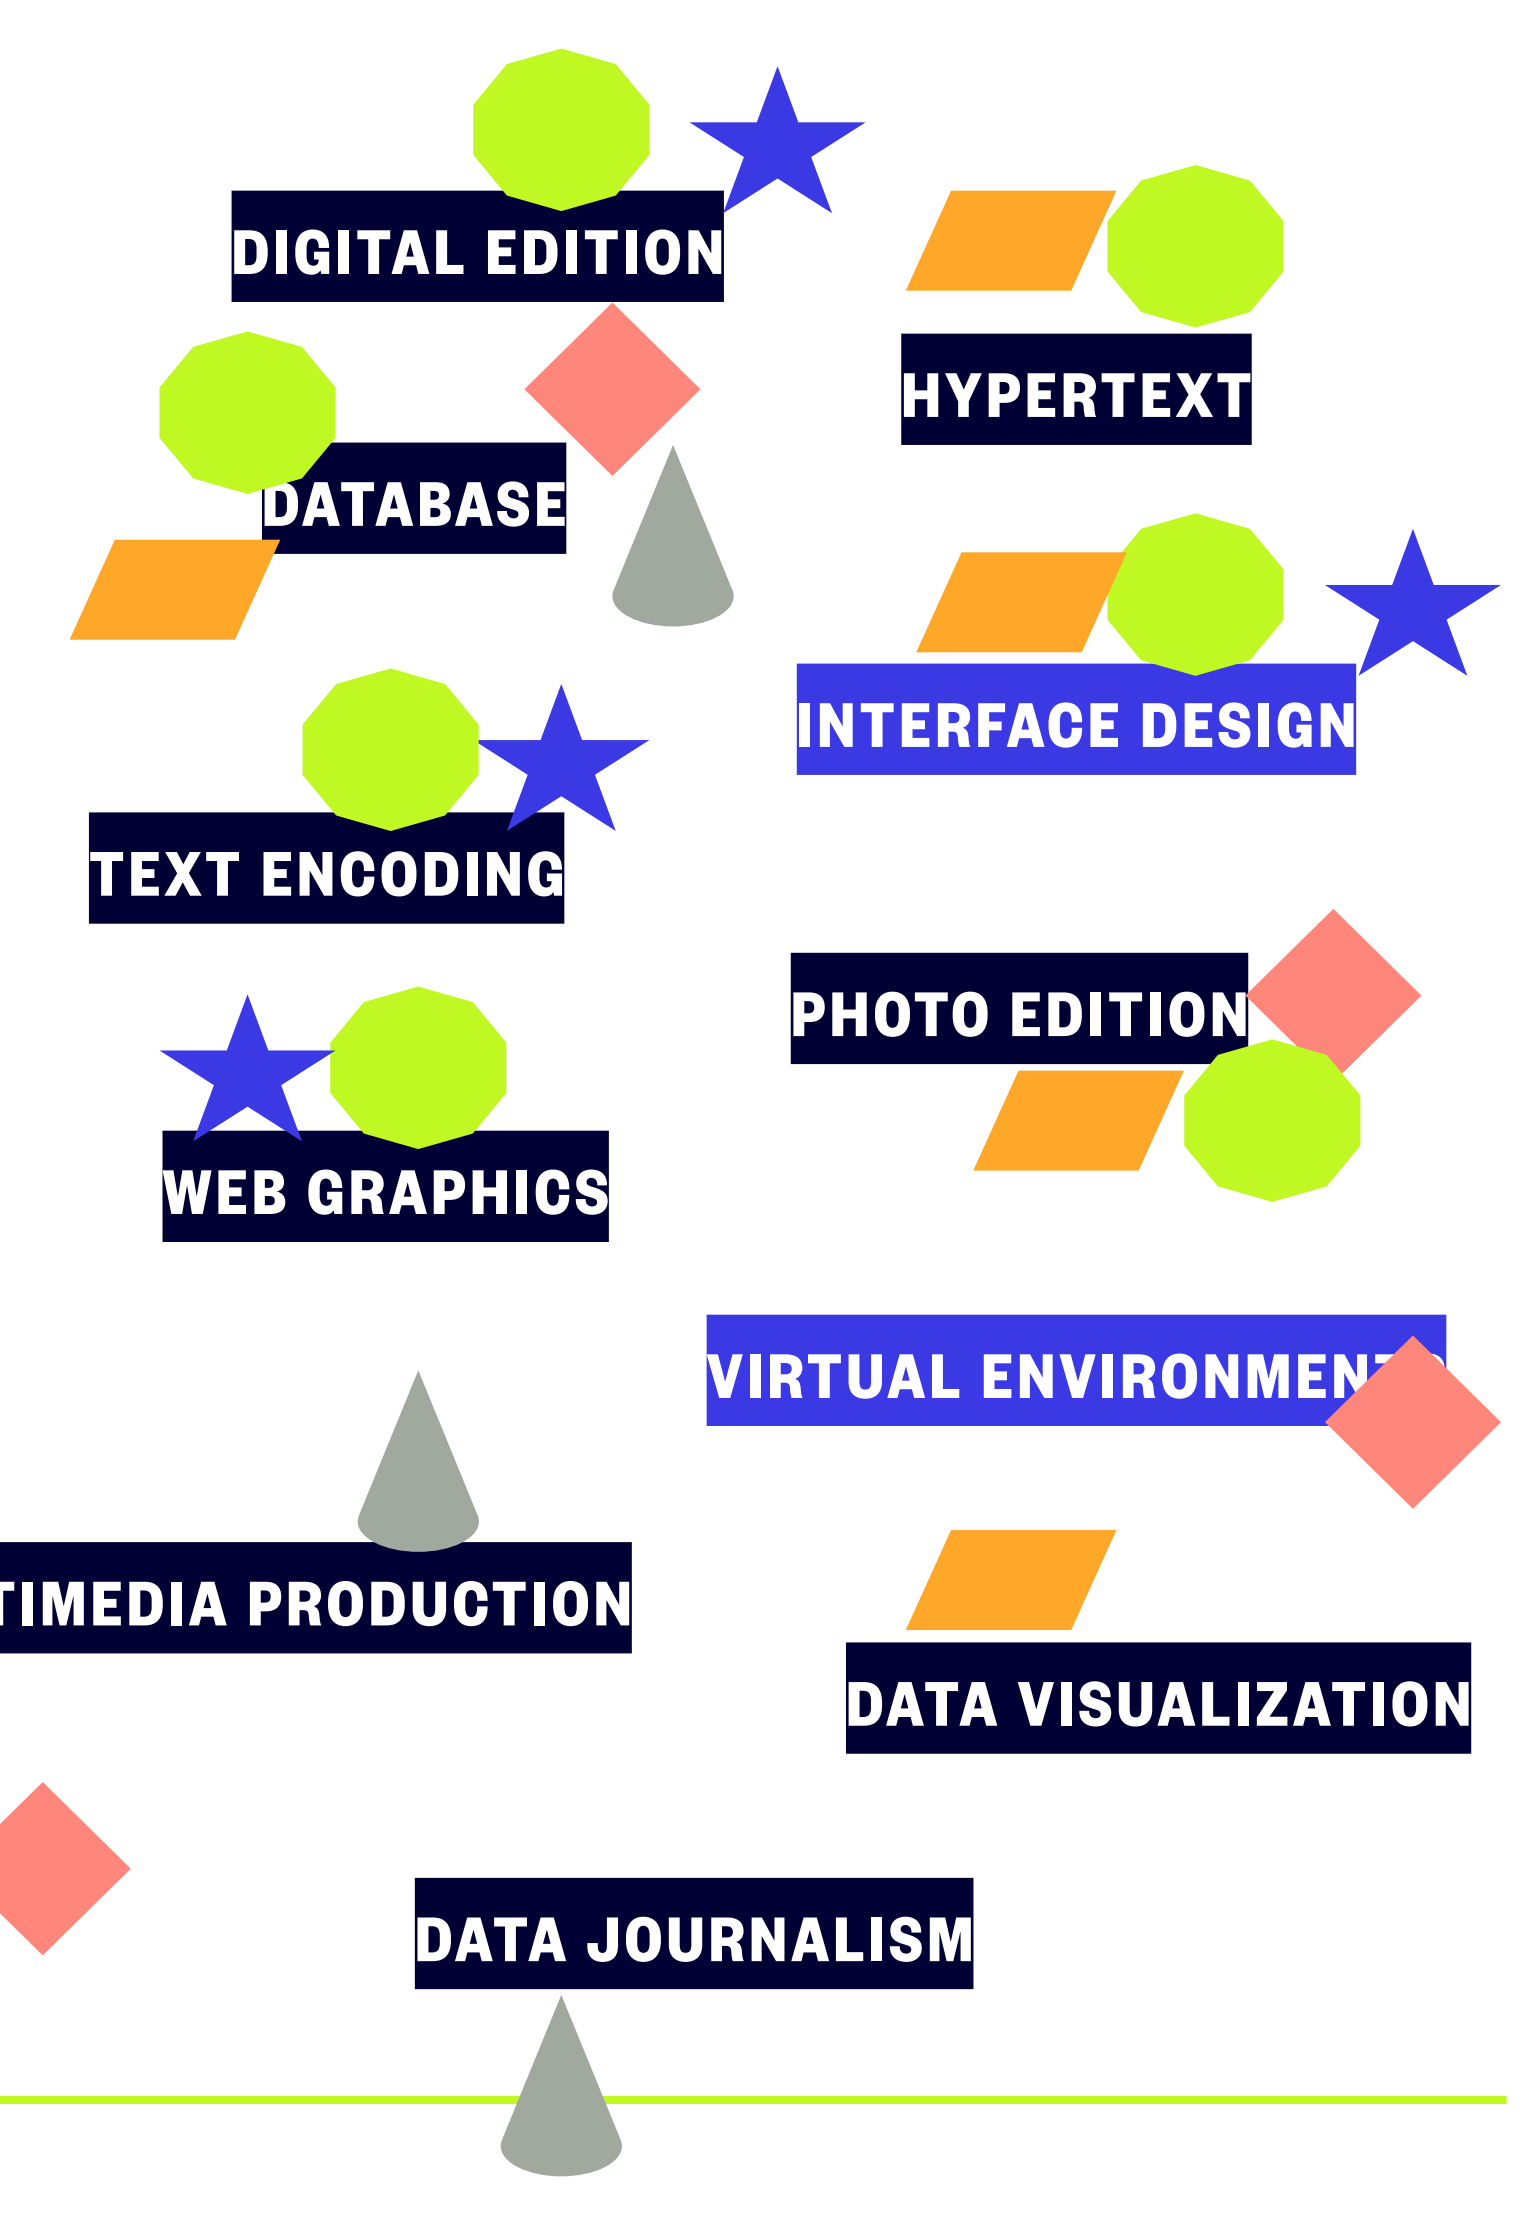 DIGITAL EDITION
HYPERTEXT
DATABASE
INTERFACE DESIGN
TEXT ENCODING
PHOTO EDITION
WEB GRAPHICS
VIRTUAL
TIMEDIA PRODUCTION
DATA VISUALIZATION
DATA JOURNALISM